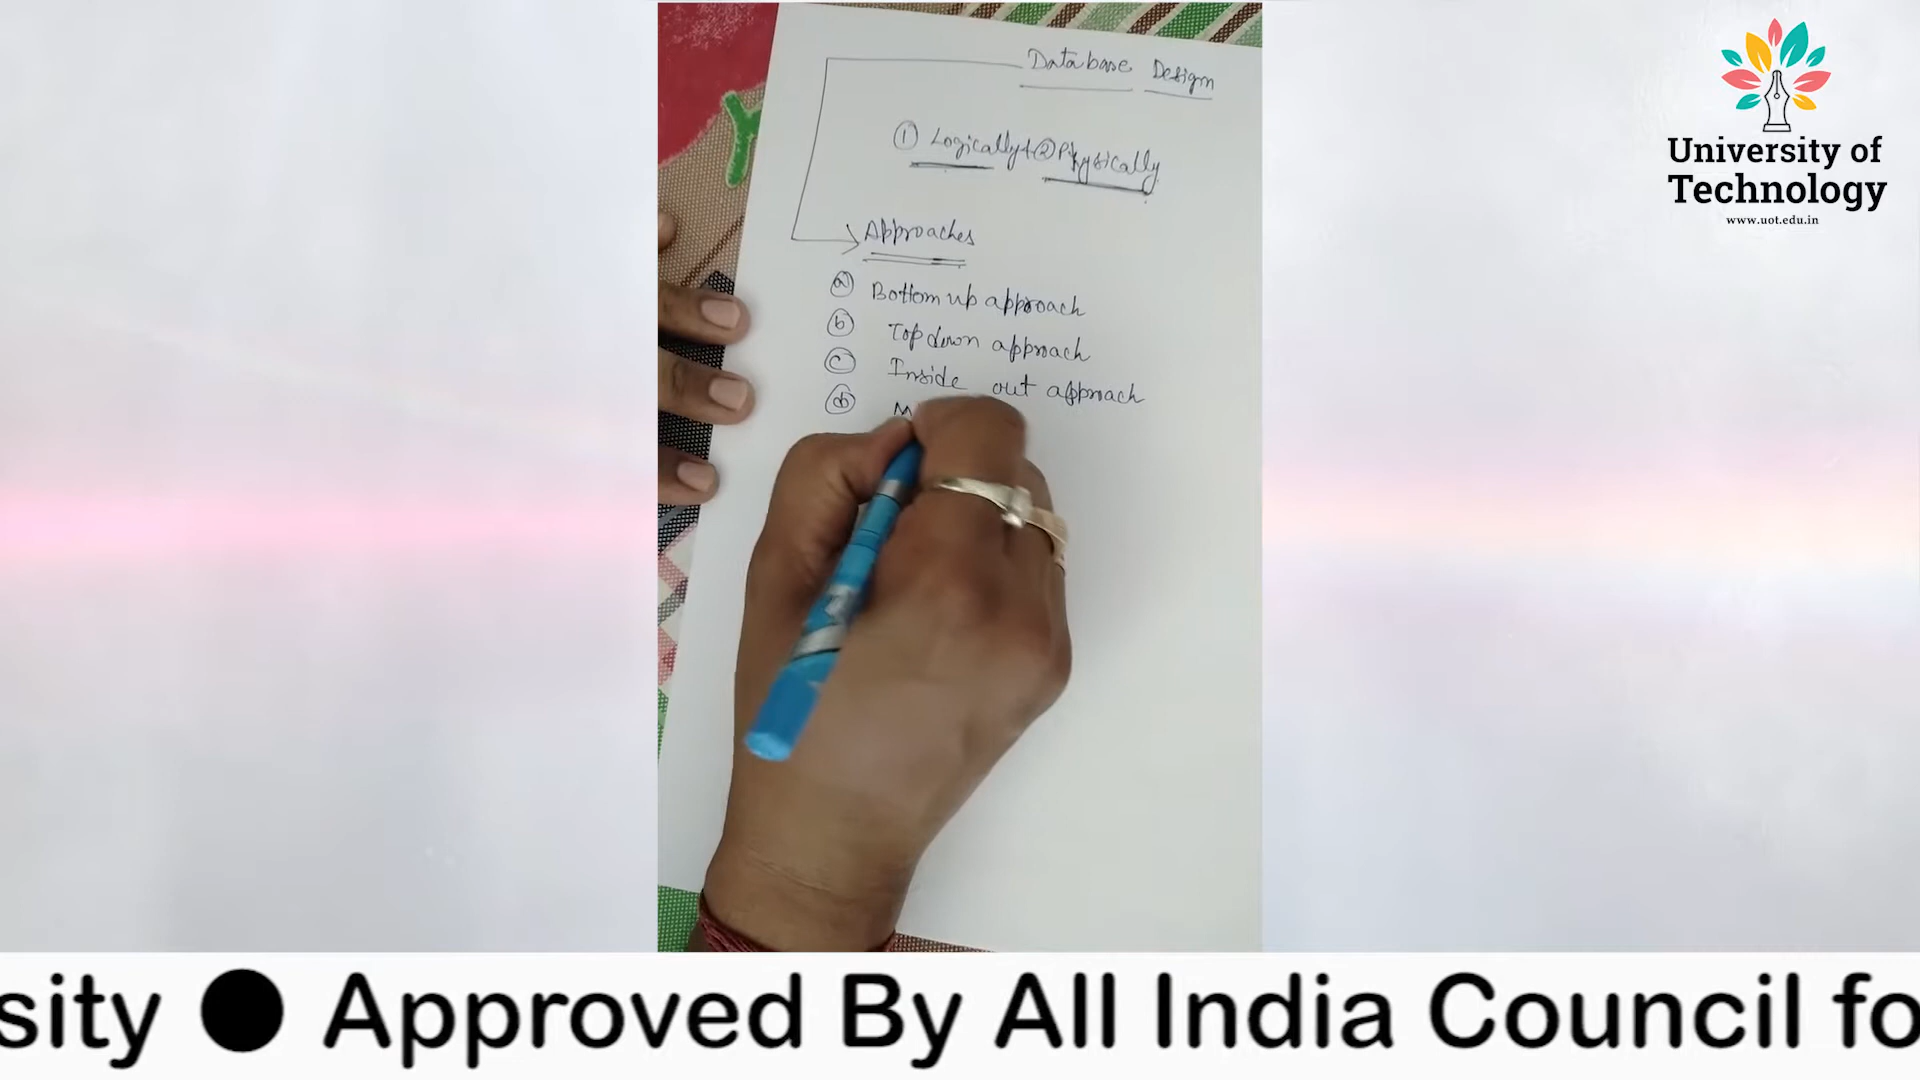 Database Design
① Logically + ② Physically
Approaches
ⓐ Bottom up approach
ⓑ Top down approach
ⓒ Inside out approach
ⓓ M
University of
Technology
www.uot.edu.in
sity ● Approved By All India Council fo